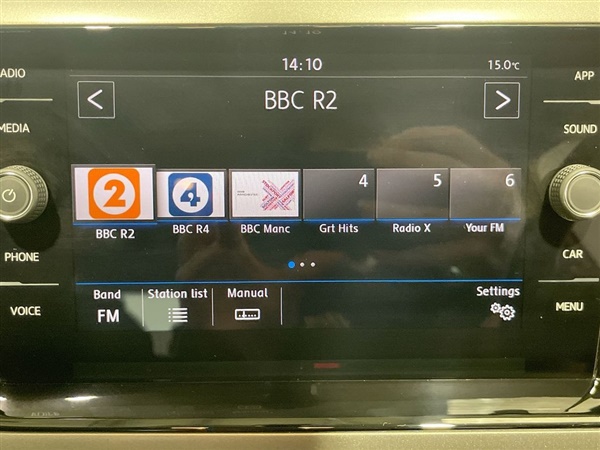 14:10
15.0°C
RADIO
APP
BBC R2
MEDIA
SOUND
2
4
4
5
6
BBC R2
BBC R4
BBC Manc
Grt Hits
Radio X
Your FM
PHONE
CAR
Band
Station list
Manual
Settings
FM
VOICE
MENU